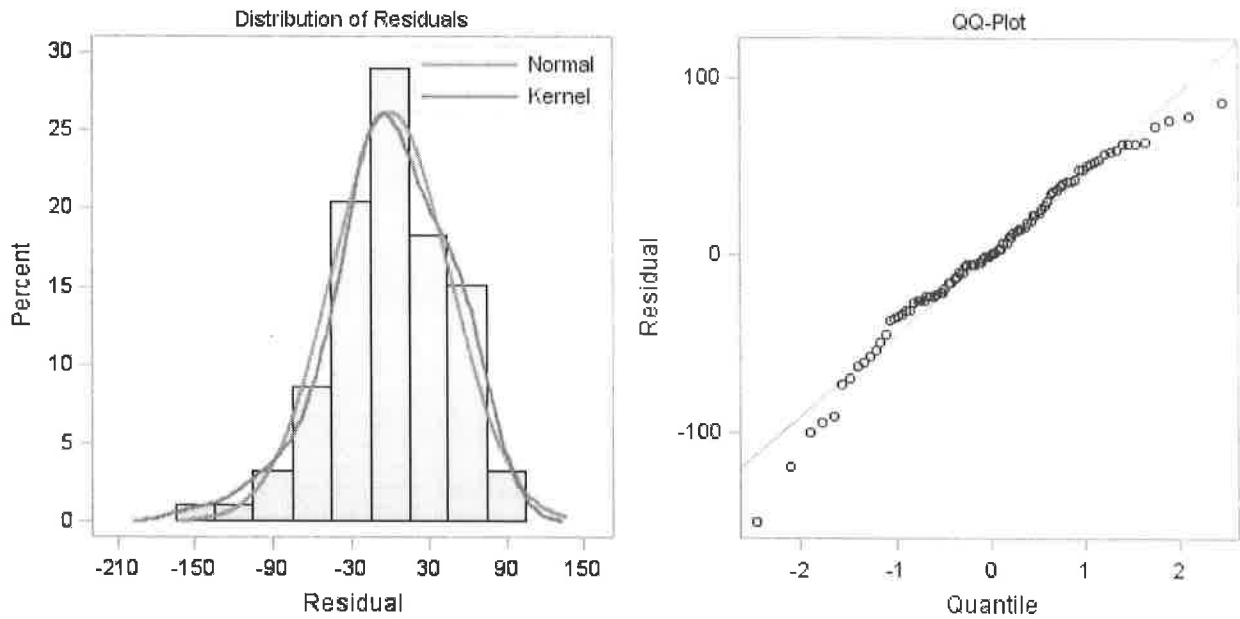 Distribution of Residuals
30
25
20
15
10
5
0
Percent
Normal
Kernel
-210 -150 -90 -30 30 90 150
Residual
QQ-Plot
100
0
-100
Residual
-2 -1 0 1 2
Quantile